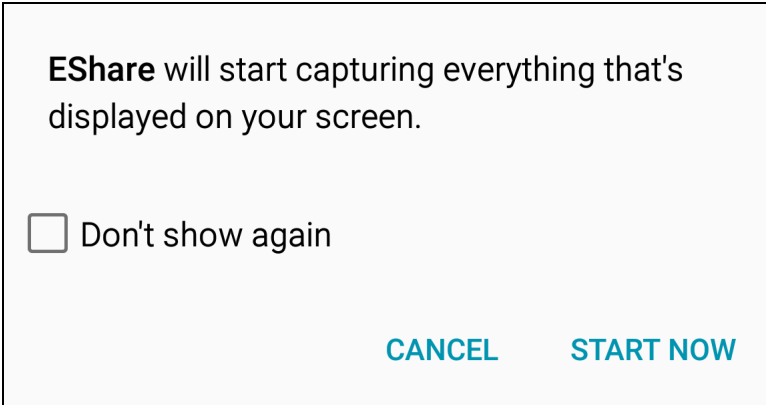 EShare will start capturing everything that's
displayed on your screen.
Don't show again
CANCEL START NOW